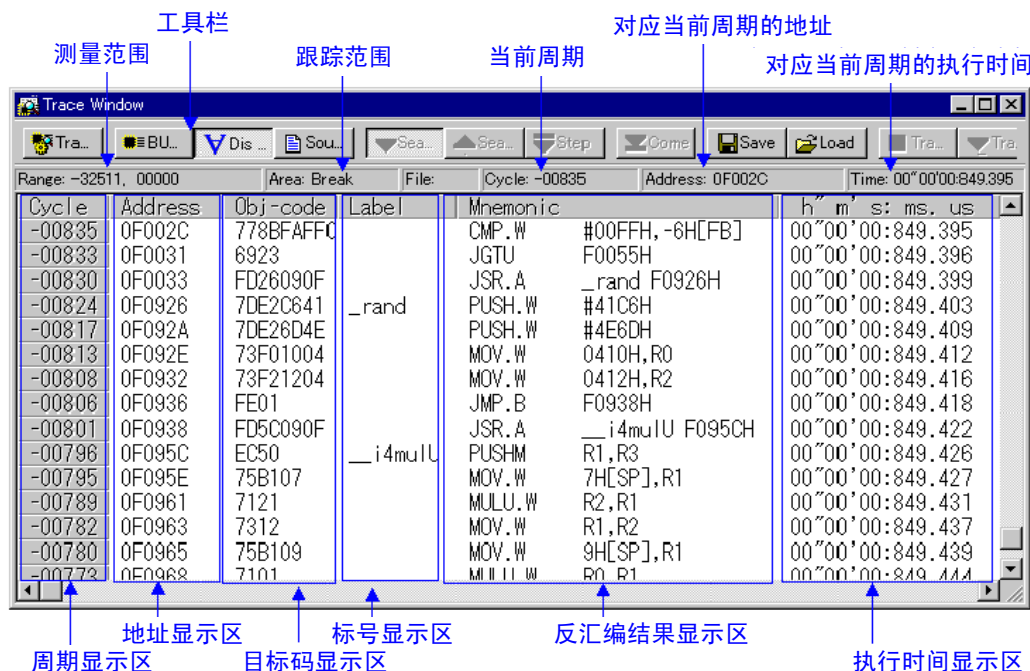 工具栏
对应当前周期的地址
测量范围 跟踪范围 当前周期 对应当前周期的执行时间
Trace Window
Tra... BU... Dis ... Sou... Sea... Sea... Step Come Save Load Tra... Tra
Range: -32511, 00000 Area: Break File: Cycle: -00835 Address: 0F002C Time: 00"00'00:849.395
Cycle Address Obj-code Label Mnemonic h" m' s: ms. us
-00835 0F002C 778BFAFF0 CMP.W #00FFH,-6H[FB] 00"00'00:849.395
-00833 0F0031 6923 JGTU F0055H 00"00'00:849.396
-00830 0F0033 FD26090F JSR.A _rand F0926H 00"00'00:849.399
-00824 0F0926 7DE2C641 _rand PUSH.W #41C6H 00"00'00:849.403
-00817 0F092A 7DE26D4E PUSH.W #4E6DH 00"00'00:849.409
-00813 0F092E 73F01004 MOV.W 0410H,R0 00"00'00:849.412
-00808 0F0932 73F21204 MOV.W 0412H,R2 00"00'00:849.416
-00806 0F0936 FE01 JMP.B F0938H 00"00'00:849.418
-00801 0F0938 FD5C090F JSR.A __i4mulU F095CH 00"00'00:849.422
-00796 0F095C EC50 __i4mulU PUSHM R1,R3 00"00'00:849.426
-00795 0F095E 75B107 MOV.W 7H[SP],R1 00"00'00:849.427
-00789 0F0961 7121 MULU.W R2,R1 00"00'00:849.431
-00782 0F0963 7312 MOV.W R1,R2 00"00'00:849.437
-00780 0F0965 75B109 MOV.W 9H[SP],R1 00"00'00:849.439
-00773 0F0968 7101 MULU.W R0,R1 00"00'00:849.444
地址显示区 标号显示区 反汇编结果显示区
周期显示区 目标码显示区 执行时间显示区